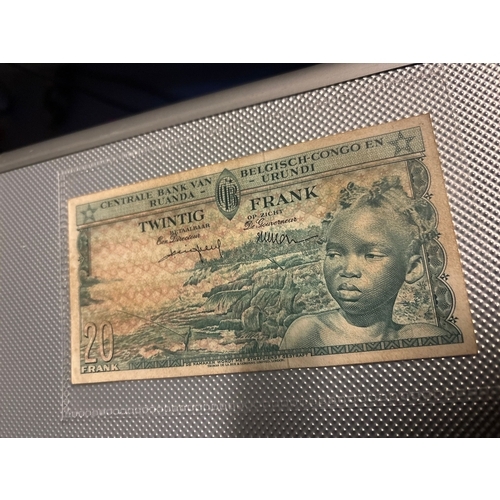 CENTRALE BANK VAN BELGISCH-CONGO EN
RUANDA - URUNDI
TWINTIG FRANK
BETAALBAAR OP ZICHT
Een Directeur De Gouverneur
20
FRANK